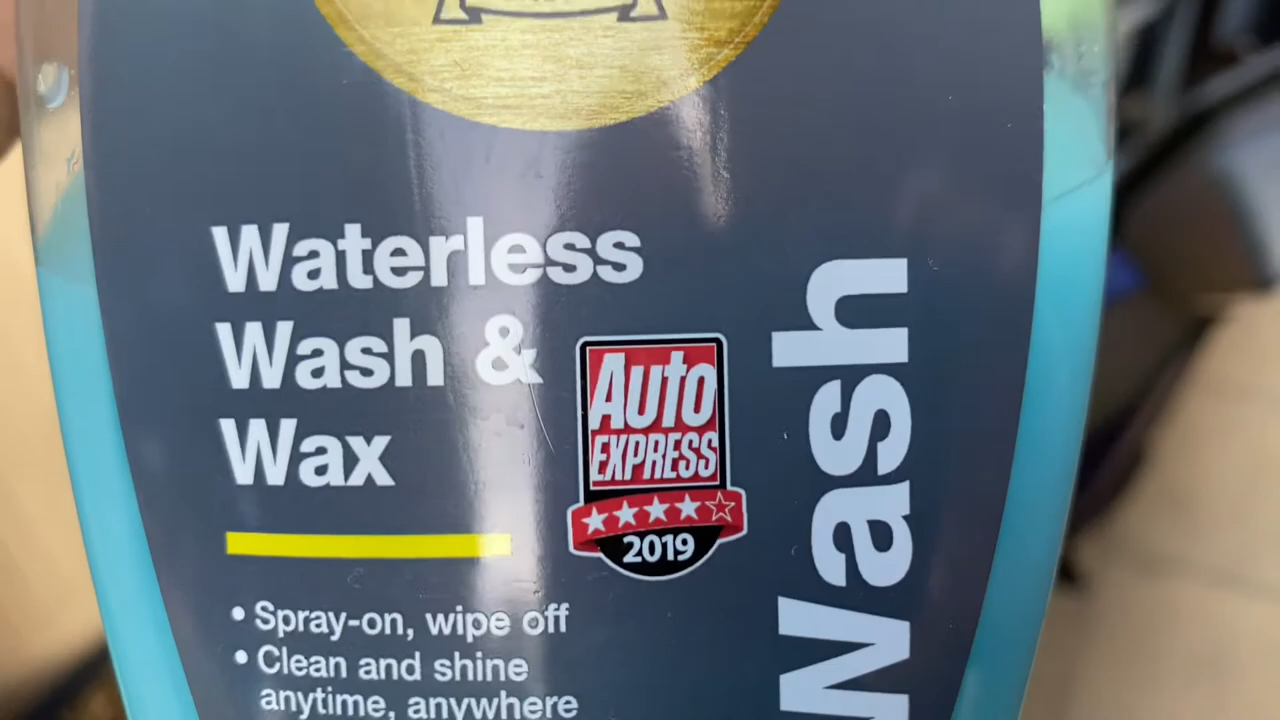 Waterless
Wash &
Wax
Auto
EXPRESS
2019
• Spray-on, wipe off
• Clean and shine
anytime, anywhere
Wash